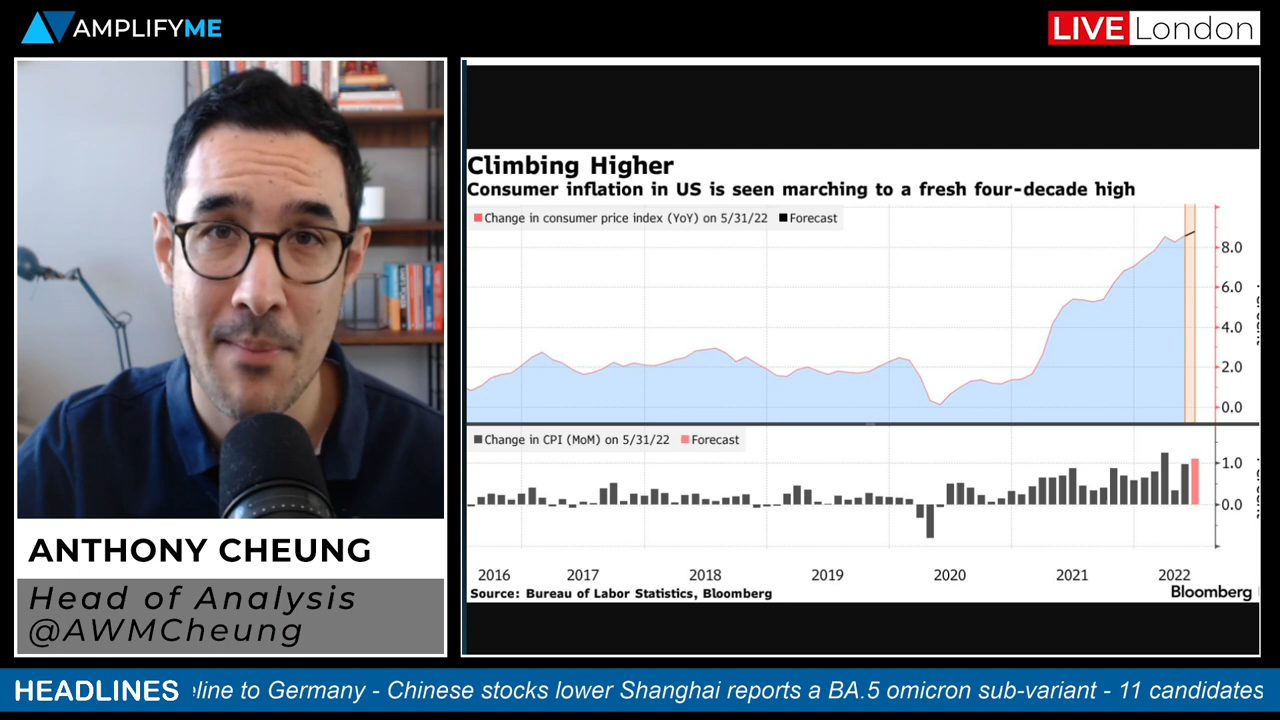 AMPLIFYME
LIVE London
Climbing Higher
Consumer inflation in US is seen marching to a fresh four-decade high
Change in consumer price index (YoY) on 5/31/22 Forecast
8.0
6.0
4.0
2.0
0.0
Change in CPI (MoM) on 5/31/22 Forecast
1.0
0.0
2016 2017 2018 2019 2020 2021 2022
Source: Bureau of Labor Statistics, Bloomberg
Bloomberg
ANTHONY CHEUNG
Head of Analysis
@AWMCheung
HEADLINES eline to Germany - Chinese stocks lower Shanghai reports a BA.5 omicron sub-variant - 11 candidates